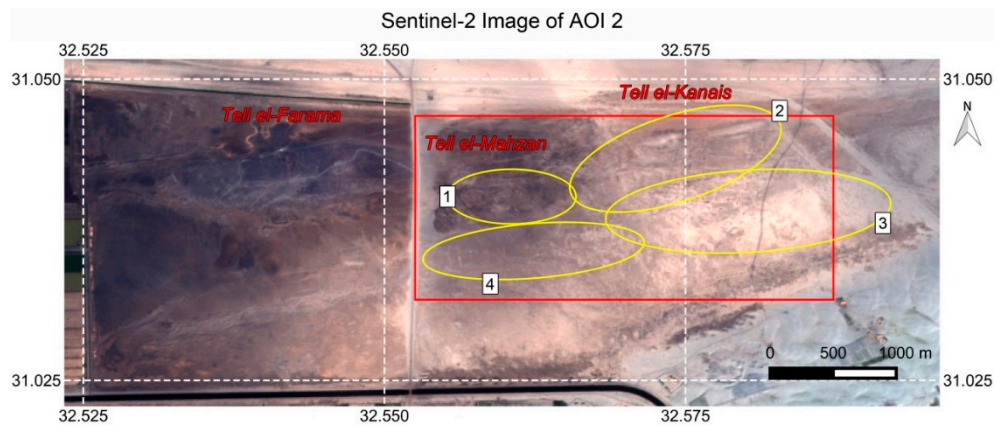 Sentinel-2 Image of AOI 2
32.525 32.550 32.575
31.050 31.050
Tell el-Kanais
Tell el-Farama
Tell el-Mahzan
N
2
1
3
4
0 500 1000 m
31.025 31.025
32.525 32.550 32.575